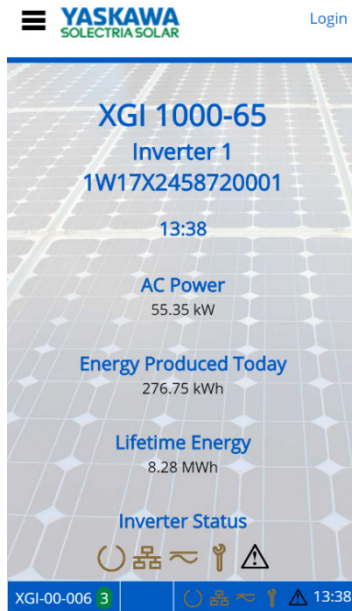 YASKAWA
SOLECTRIA SOLAR
Login
XGI 1000-65
Inverter 1
1W17X2458720001
13:38
AC Power
55.35 kW
Energy Produced Today
276.75 kWh
Lifetime Energy
8.28 MWh
Inverter Status
XGI-00-006 3 13:38